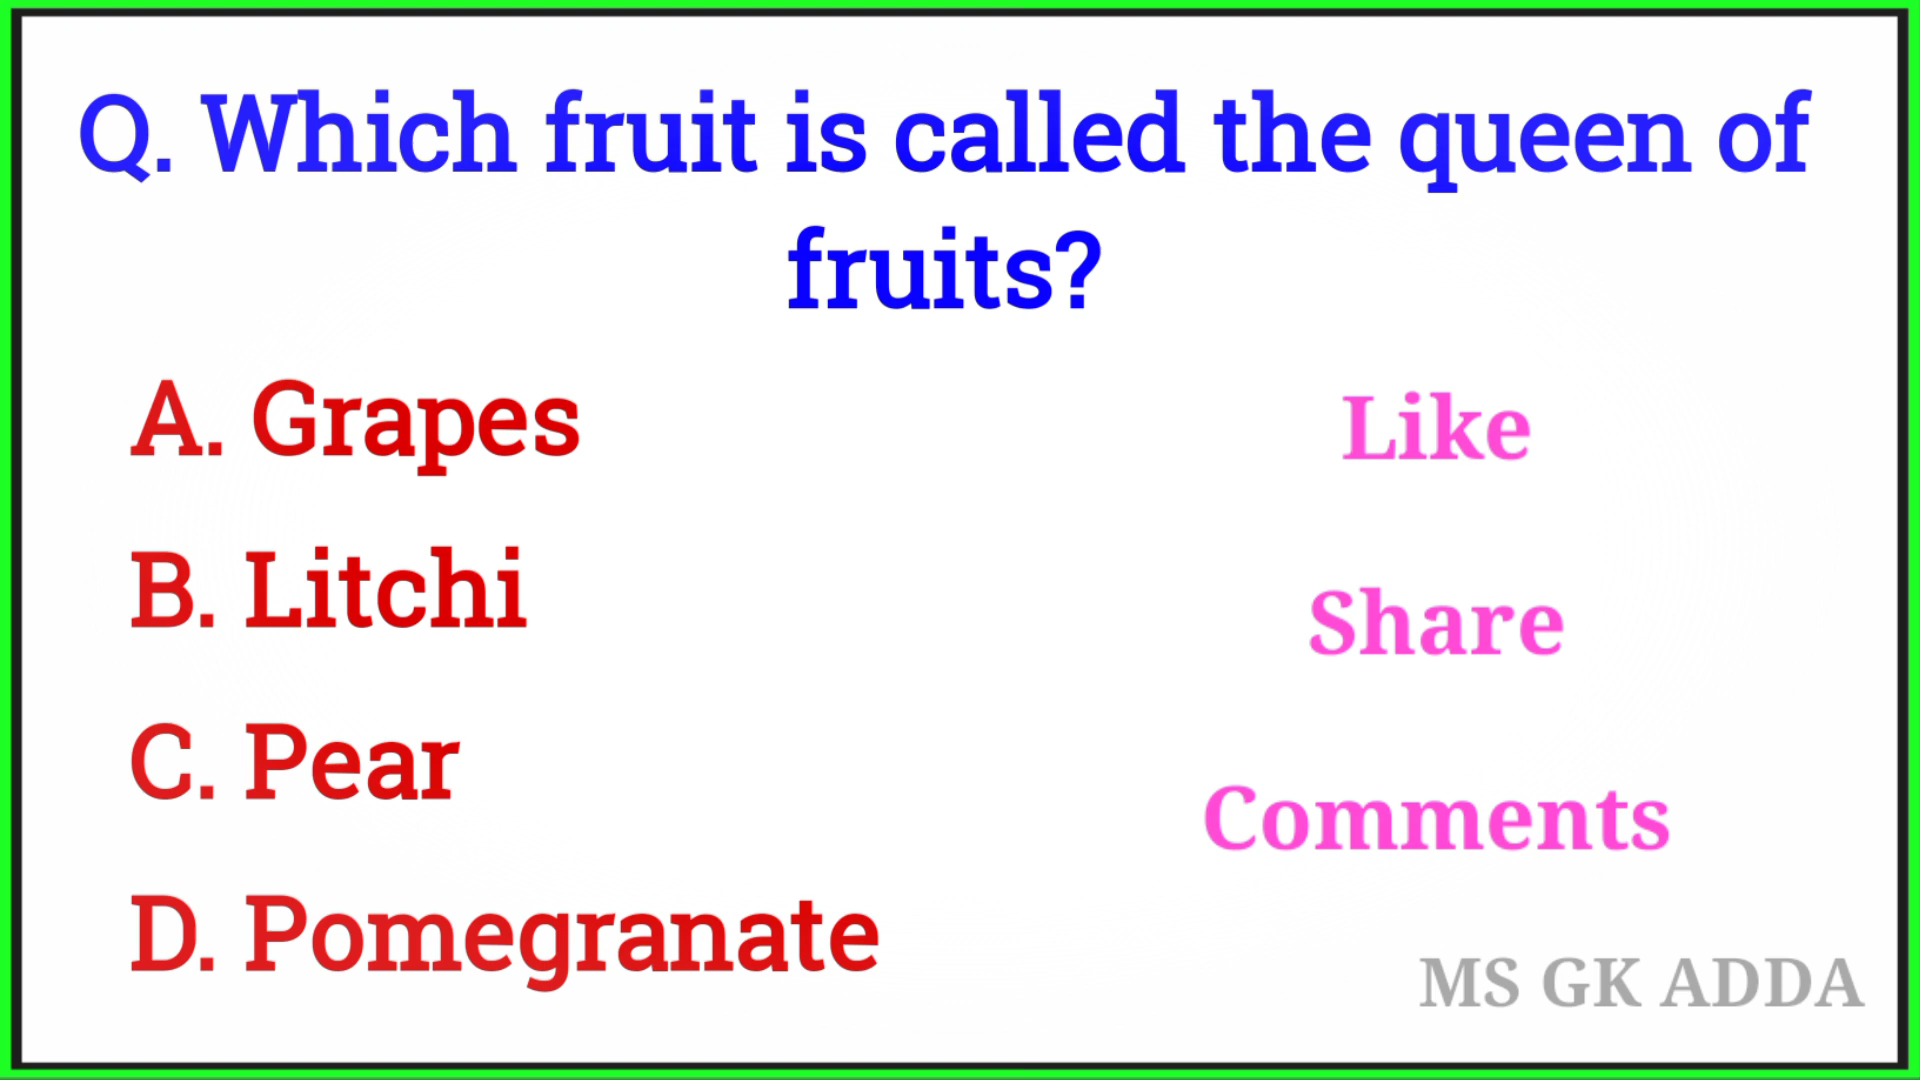 Q. Which fruit is called the queen of
fruits?
A. Grapes
B. Litchi
C. Pear
D. Pomegranate
Like
Share
Comments
MS GK ADDA